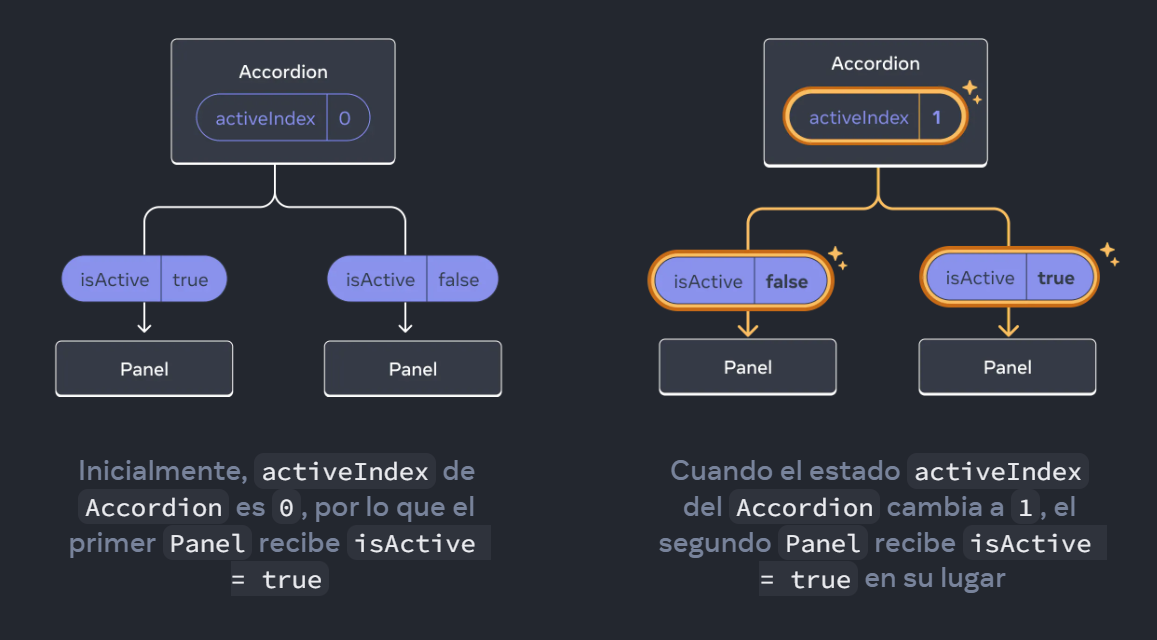 Accordion
activeIndex 0
isActive true
isActive false
Panel
Panel
Inicialmente, activeIndex de
Accordion es 0, por lo que el
primer Panel recibe isActive
= true
Accordion
activeIndex 1
isActive false
isActive true
Panel
Panel
Cuando el estado activeIndex
del Accordion cambia a 1, el
segundo Panel recibe isActive
= true en su lugar